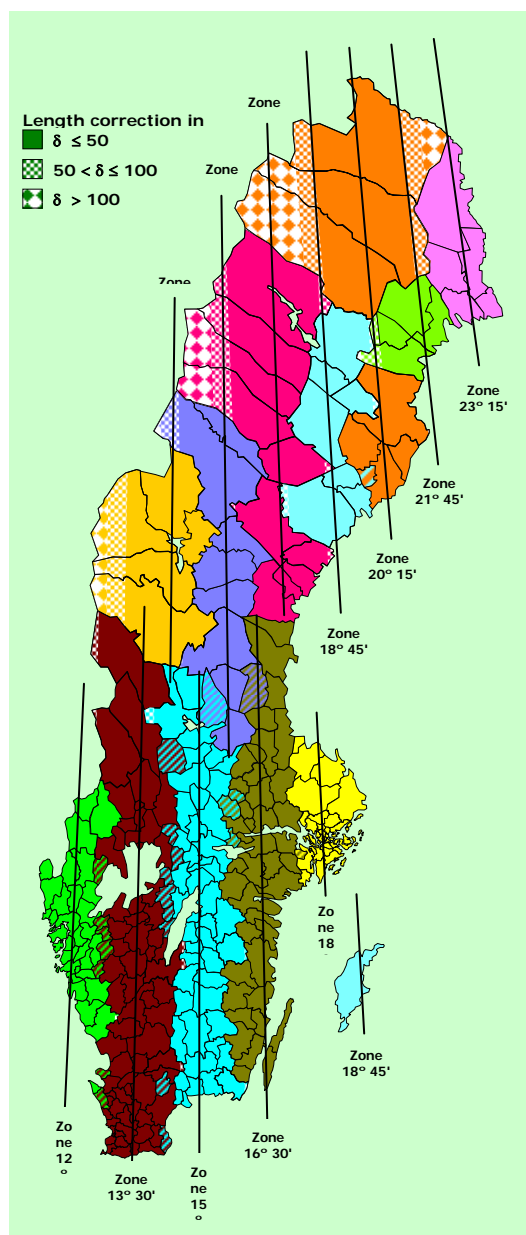 Zone
Length correction in
δ ≤ 50
50 < δ ≤ 100
δ > 100
Zone
Zone
Zone
23° 15'
Zone
21° 45'
Zone
20° 15'
Zone
18° 45'
Zo
ne
18
Zone
18° 45'
Zo
ne
12
°
Zone
13° 30'
Zo
ne
15
°
Zone
16° 30'